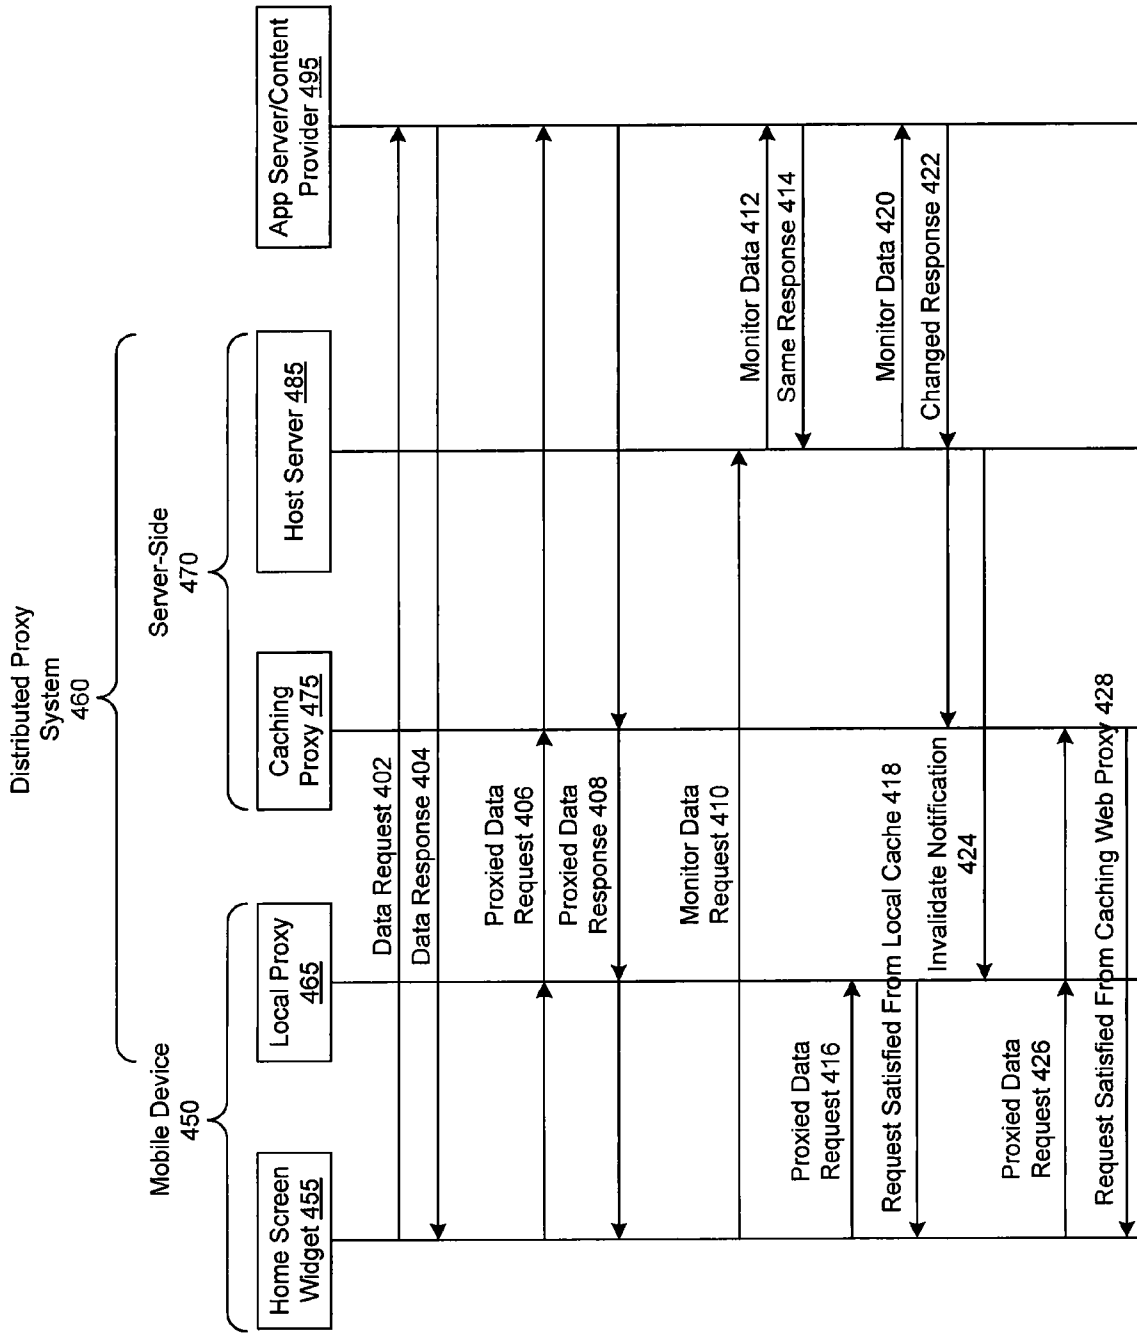 Distributed Proxy
System
460
Mobile Device
450
Server-Side
470
Home Screen
Widget 455
Local Proxy
465
Caching
Proxy 475
Host Server 485
App Server/Content
Provider 495
Data Request 402
Data Response 404
Proxied Data
Request 406
Proxied Data
Response 408
Monitor Data
Request 410
Monitor Data 412
Same Response 414
Proxied Data
Request 416
Request Satisfied From Local Cache 418
Monitor Data 420
Changed Response 422
Invalidate Notification
424
Proxied Data
Request 426
Request Satisfied From Caching Web Proxy 428